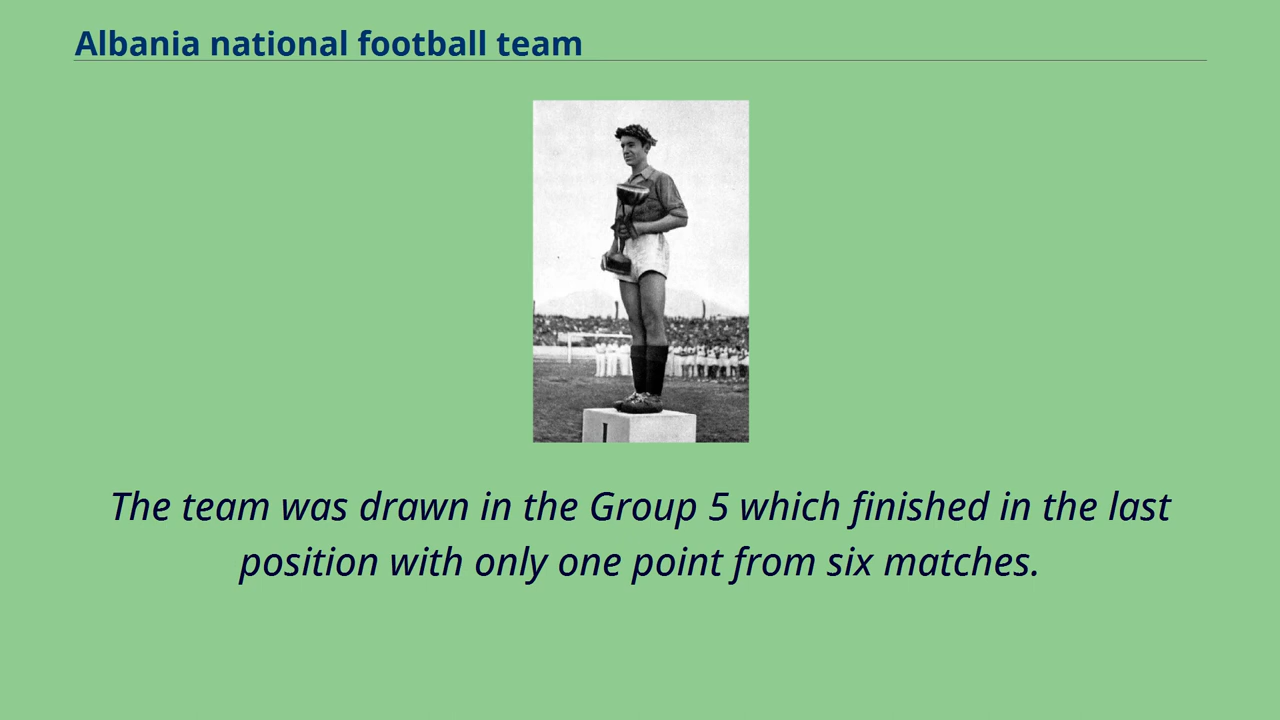 Albania national football team
The team was drawn in the Group 5 which finished in the last
position with only one point from six matches.